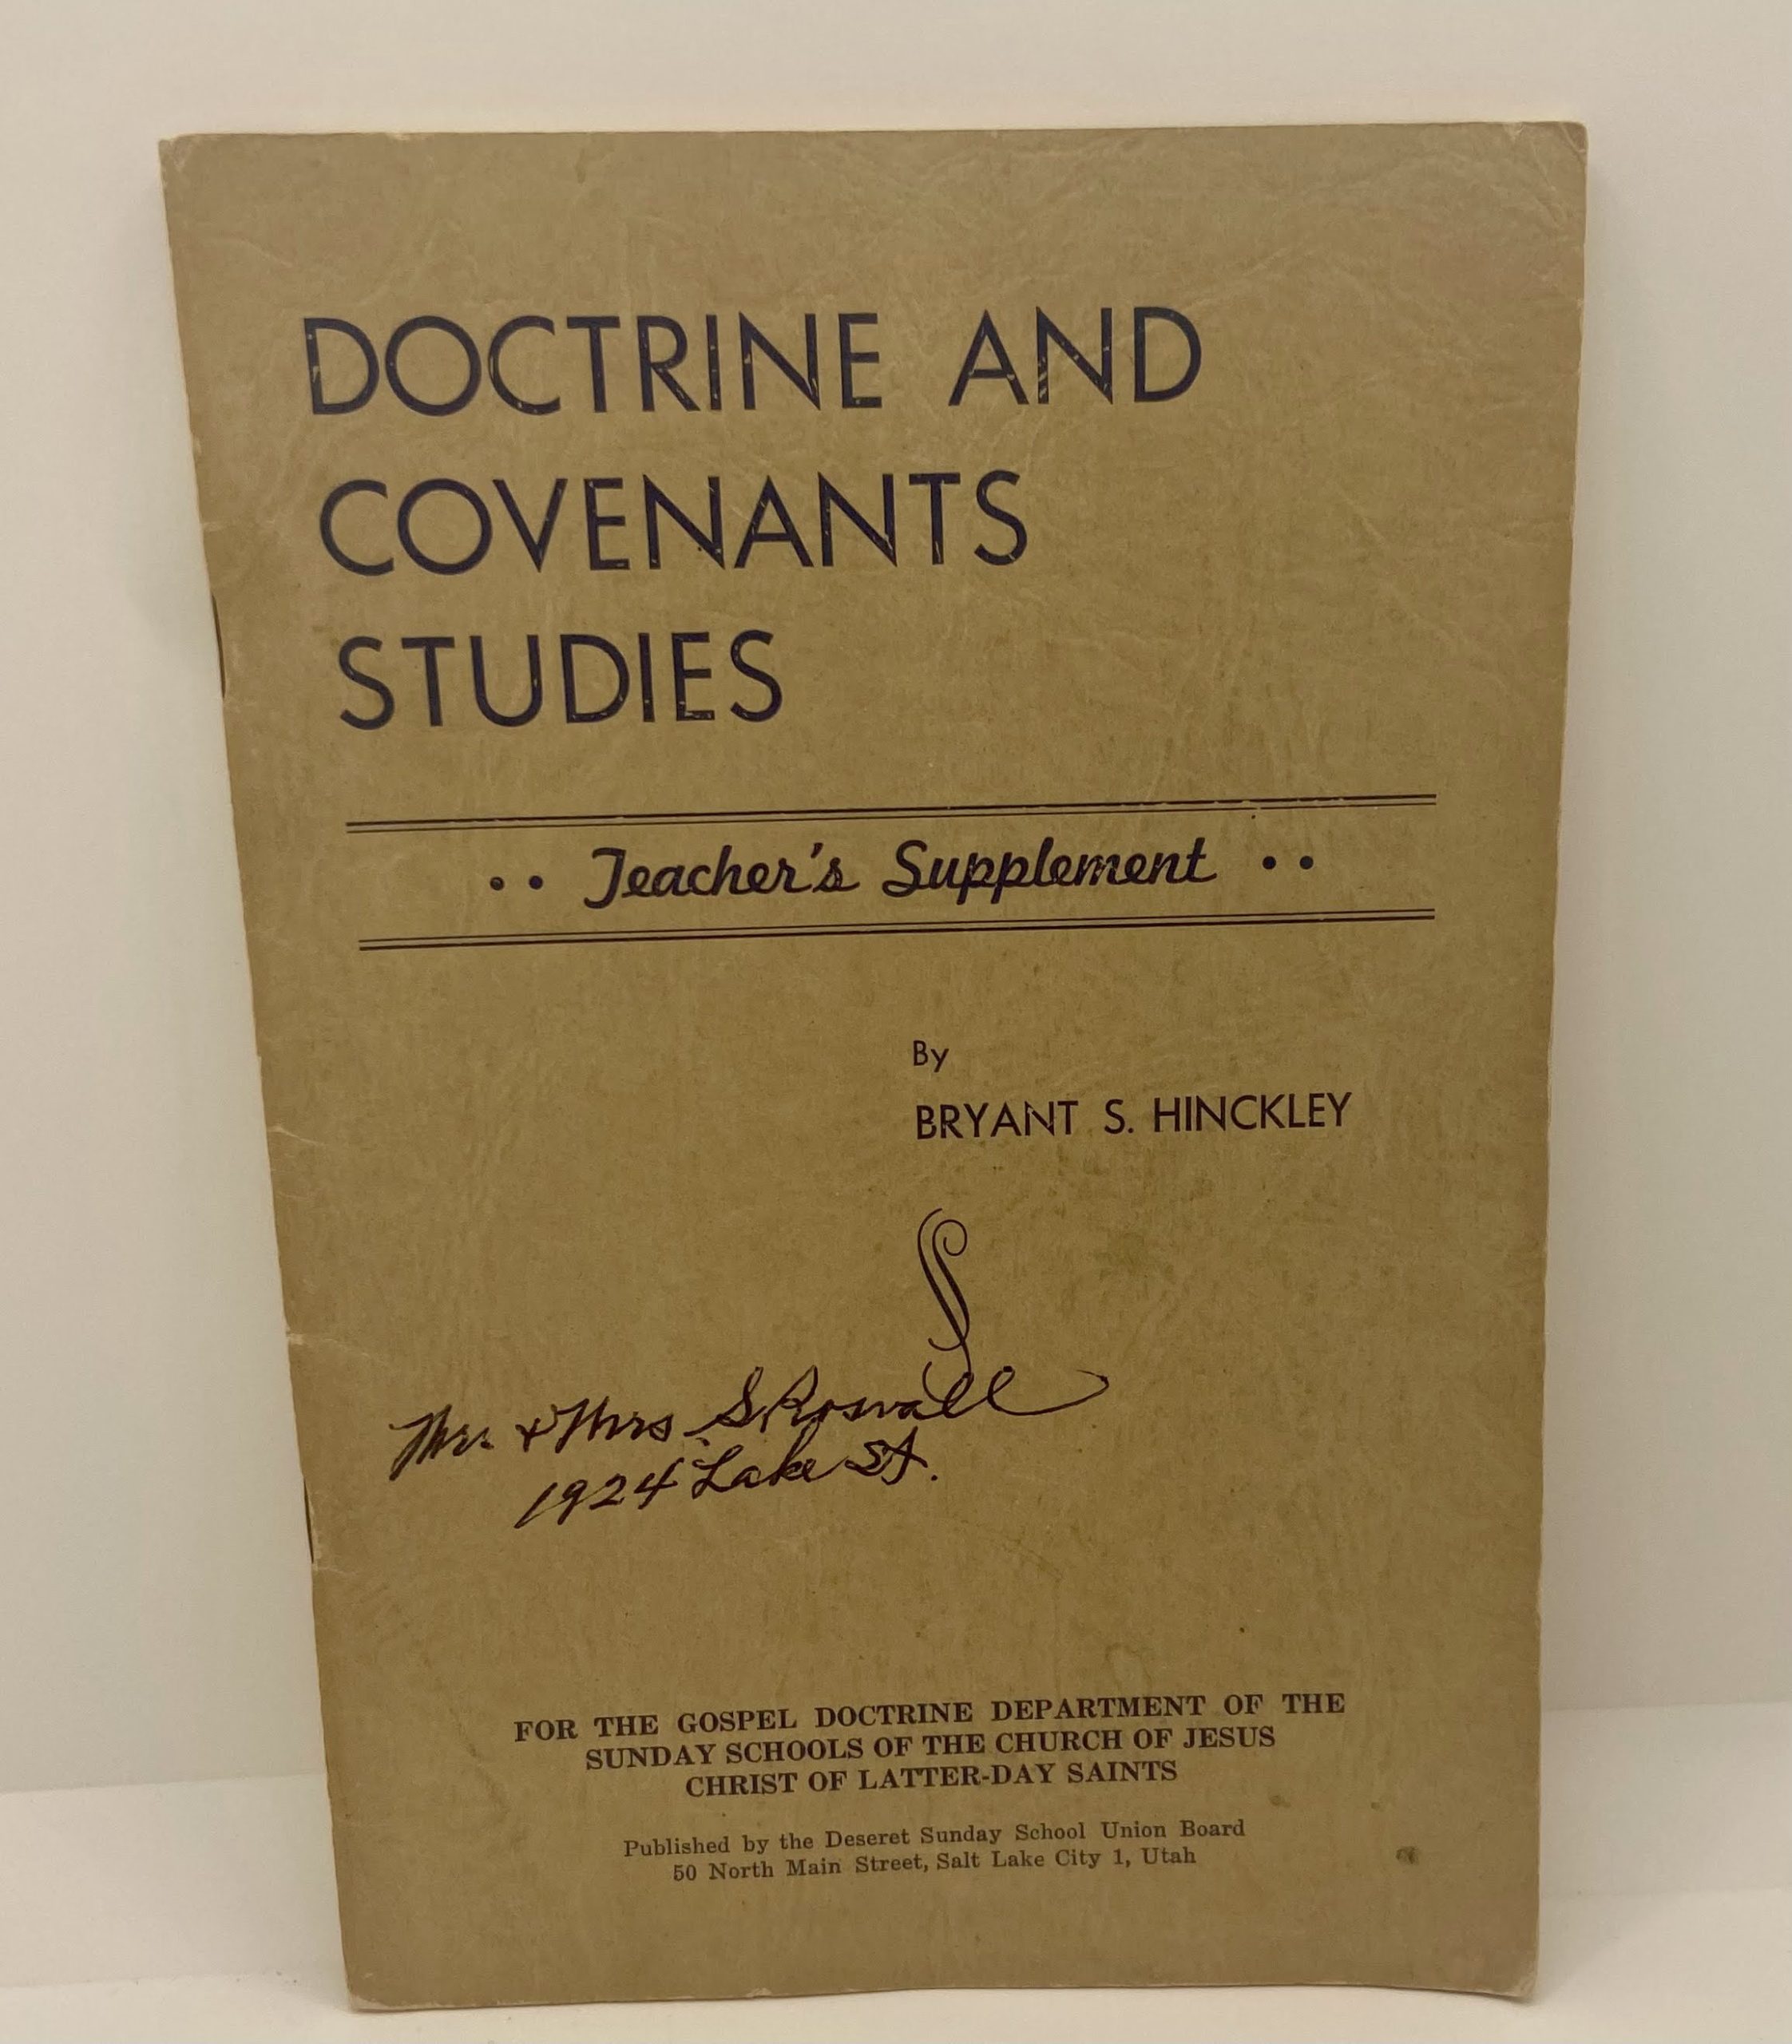 DOCTRINE AND
COVENANTS
STUDIES
•• Teacher's Supplement ••
By
BRYANT S. HINCKLEY
Mr. & Mrs. S. Rosvall
1924 Lake St.
FOR THE GOSPEL DOCTRINE DEPARTMENT OF THE
SUNDAY SCHOOLS OF THE CHURCH OF JESUS
CHRIST OF LATTER-DAY SAINTS
Published by the Deseret Sunday School Union Board
50 North Main Street, Salt Lake City 1, Utah